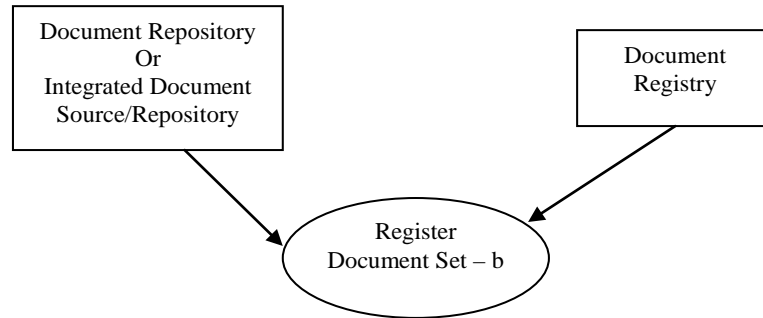 Document Repository
Or
Integrated Document
Source/Repository
Document
Registry
Register
Document Set – b